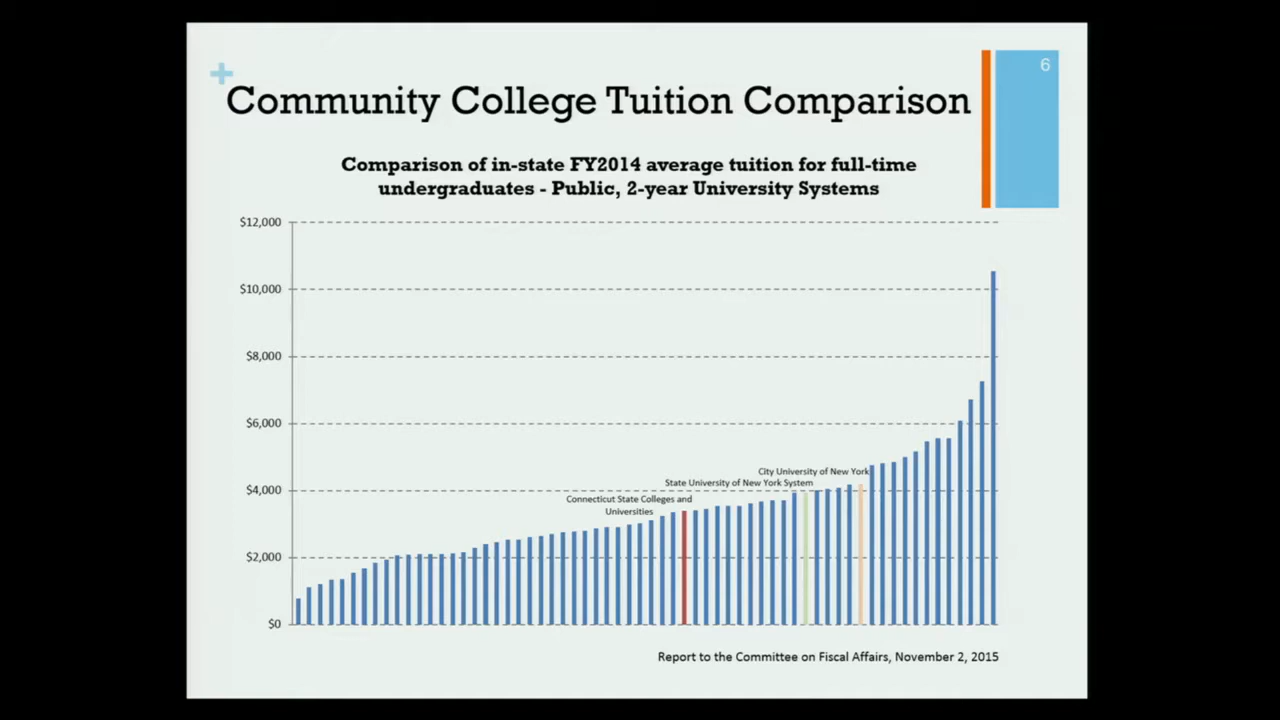 6
+
Community College Tuition Comparison
Comparison of in-state FY2014 average tuition for full-time
undergraduates - Public, 2-year University Systems
$12,000
$10,000
$8,000
$6,000
City University of New York
State University of New York System
$4,000
Connecticut State Colleges and
Universities
$2,000
$0
Report to the Committee on Fiscal Affairs, November 2, 2015